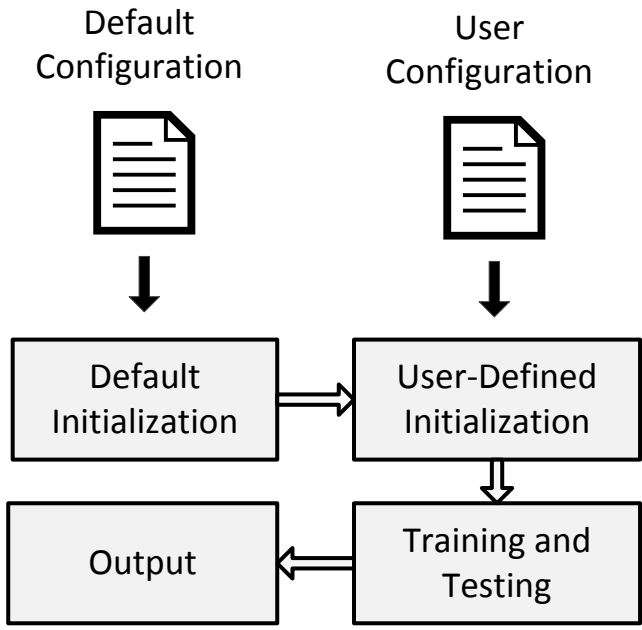 Default
Configuration
User
Configuration
Default
Initialization
User-Defined
Initialization
Output
Training and
Testing